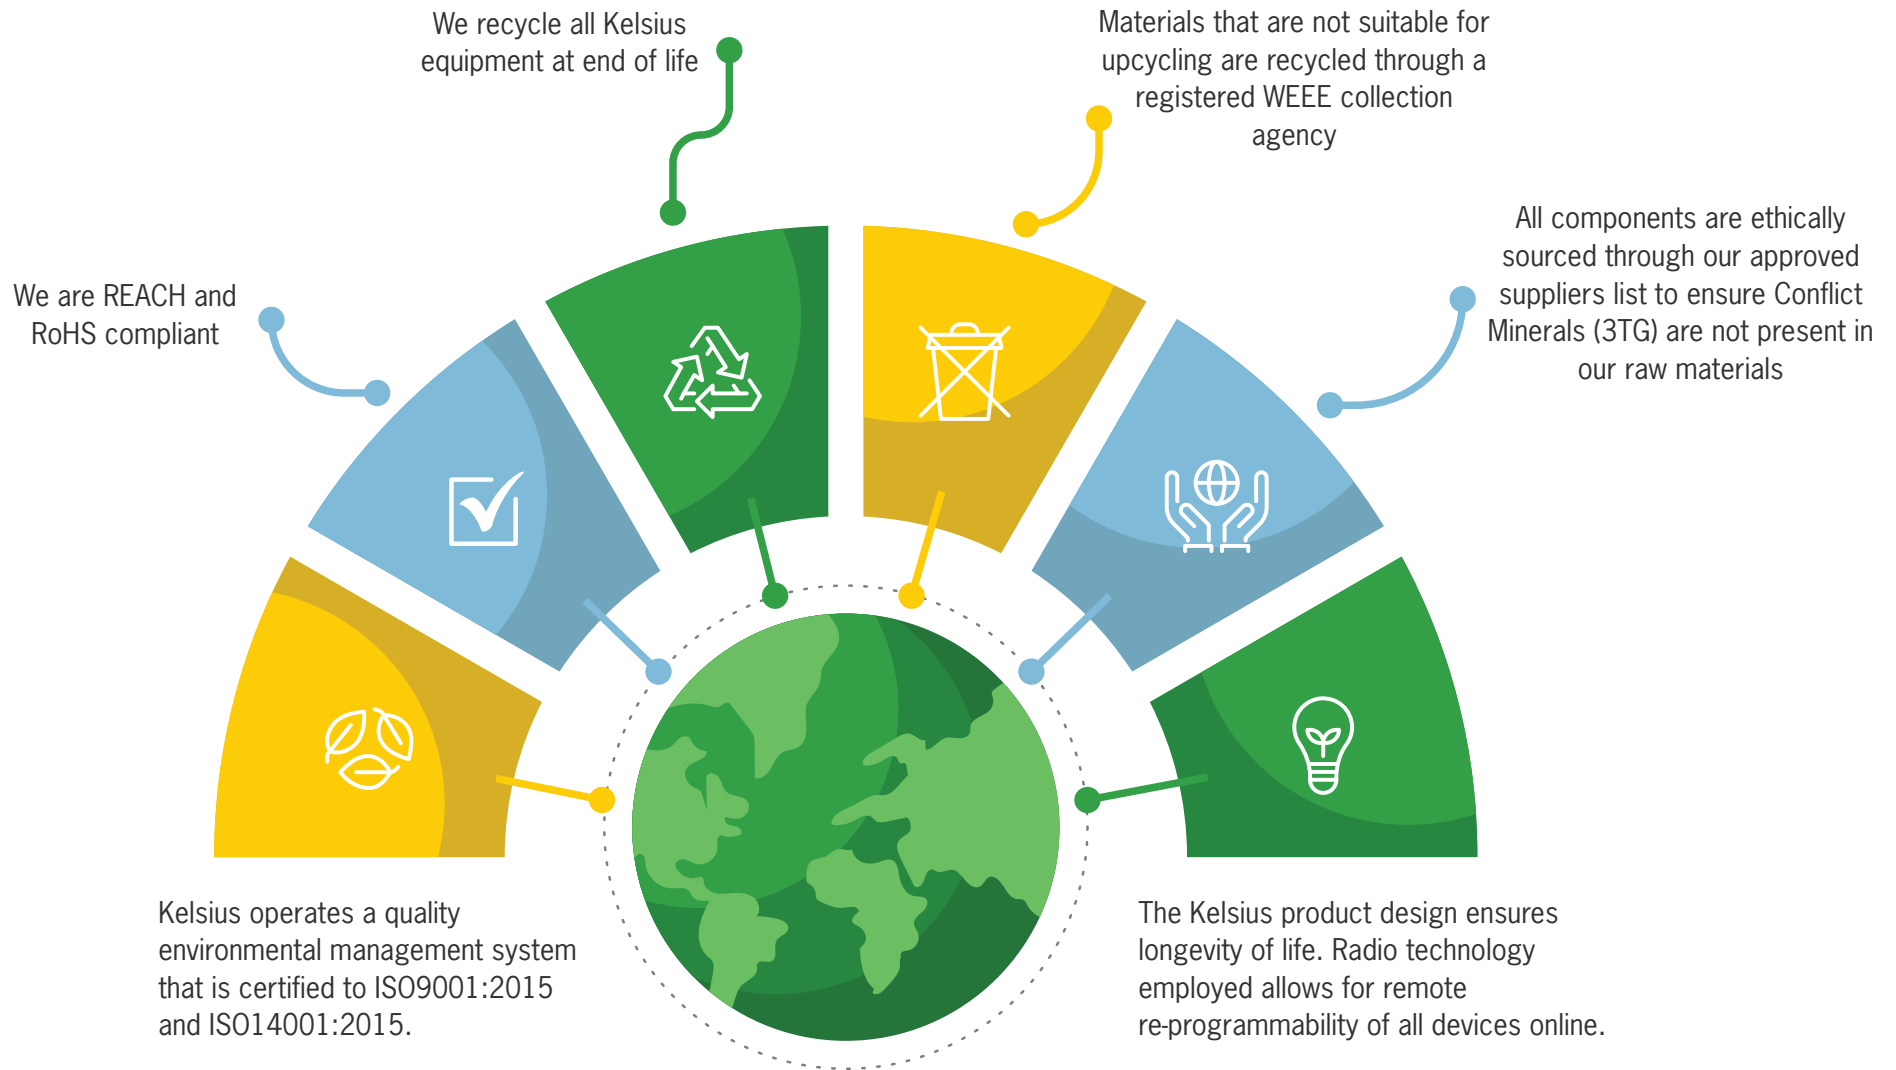 We recycle all Kelsius
equipment at end of life
Materials that are not suitable for
upcycling are recycled through a
registered WEEE collection
agency
All components are ethically
sourced through our approved
suppliers list to ensure Conflict
Minerals (3TG) are not present in
our raw materials
We are REACH and
RoHS compliant
Kelsius operates a quality
environmental management system
that is certified to ISO9001:2015
and ISO14001:2015.
The Kelsius product design ensures
longevity of life. Radio technology
employed allows for remote
re-programmability of all devices online.